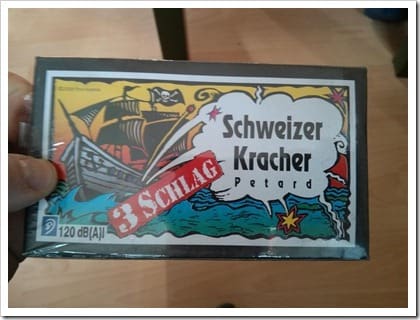 Schweizer
Kracher
Petard
3 SCHLAG
120 dB(A)I